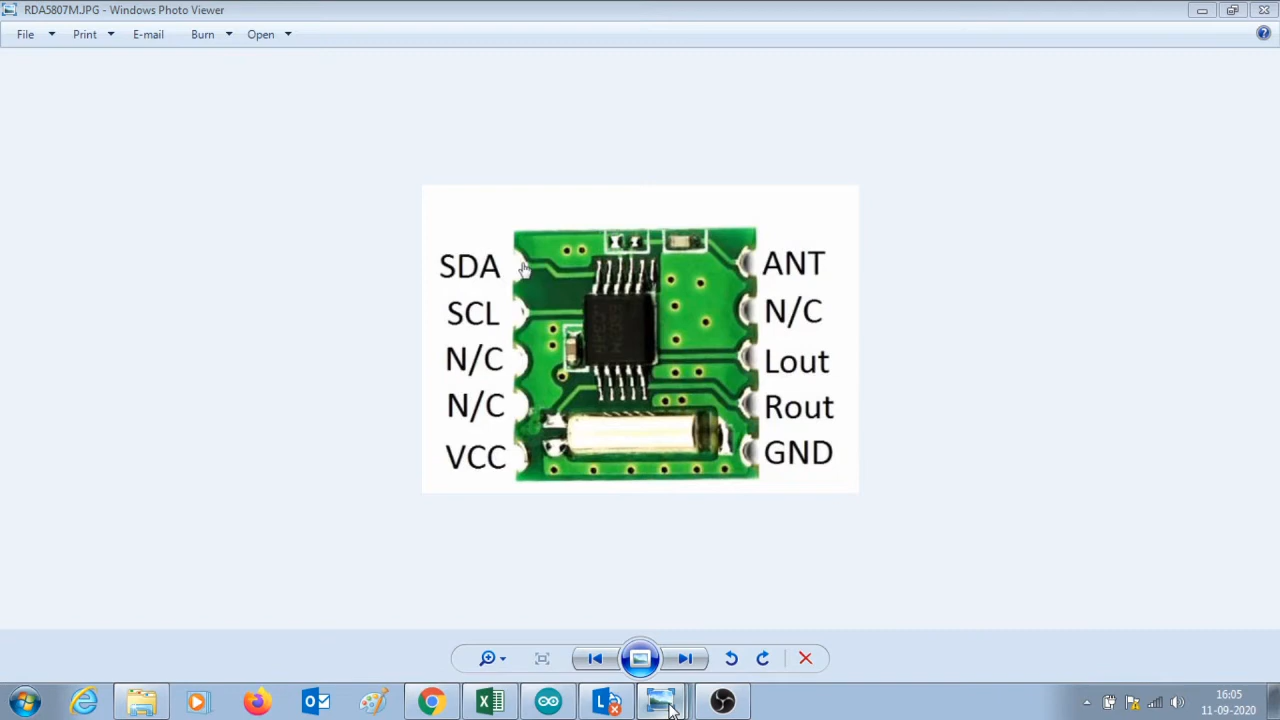 RDA5807M.JPG - Windows Photo Viewer
File Print E-mail Burn Open
SDA ANT
SCL N/C
N/C Lout
N/C Rout
VCC GND
16:05
11-09-2020